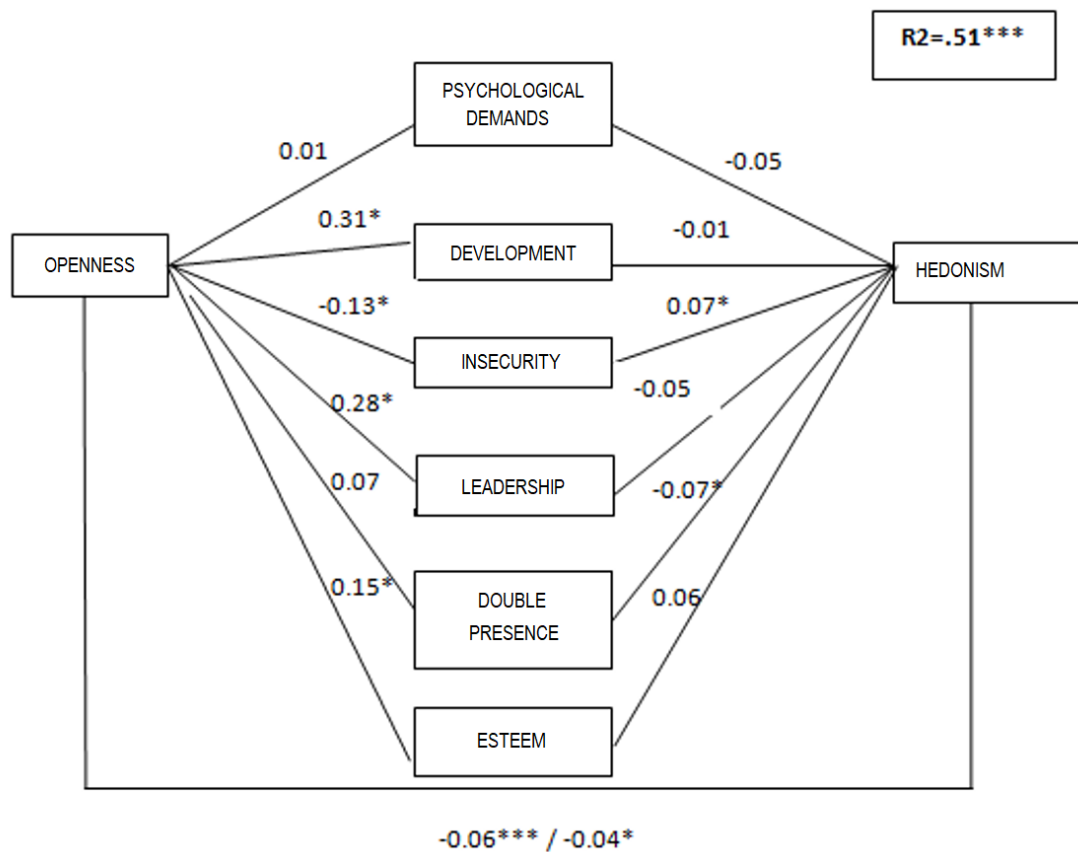 R2=.51***
PSYCHOLOGICAL
DEMANDS
0.01
-0.05
0.31*
-0.01
OPENNESS
DEVELOPMENT
HEDONISM
-0.13*
0.07*
INSECURITY
0.28*
-0.05
LEADERSHIP
0.07
-0.07*
0.15*
DOUBLE
PRESENCE
0.06
ESTEEM
-0.06*** / -0.04*